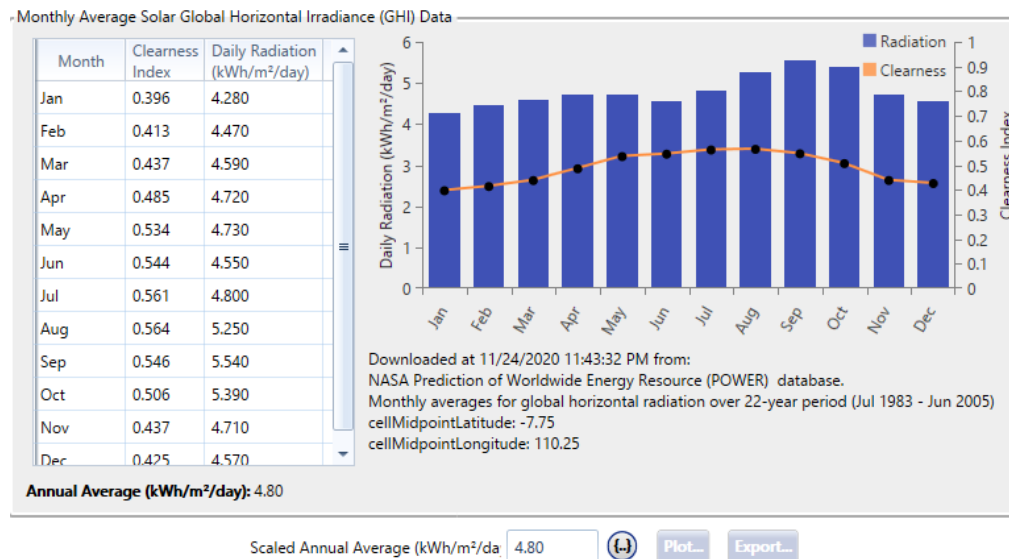 Monthly Average Solar Global Horizontal Irradiance (GHI) Data
Month Clearness Index Daily Radiation (kWh/m²/day)
Jan 0.396 4.280
Feb 0.413 4.470
Mar 0.437 4.590
Apr 0.485 4.720
May 0.534 4.730
Jun 0.544 4.550
Jul 0.561 4.800
Aug 0.564 5.250
Sep 0.546 5.540
Oct 0.506 5.390
Nov 0.437 4.710
Dec 0.425 4.570
Daily Radiation (kWh/m²/day)
6
5
4
3
2
1
0
Radiation
Clearness
1
0.9
0.8
0.7
0.6
0.5
0.4
0.3
0.2
0.1
0
Clearness Index
Jan Feb Mar Apr May Jun Jul Aug Sep Oct Nov Dec
Downloaded at 11/24/2020 11:43:32 PM from:
NASA Prediction of Worldwide Energy Resource (POWER) database.
Monthly averages for global horizontal radiation over 22-year period (Jul 1983 - Jun 2005)
cellMidpointLatitude: -7.75
cellMidpointLongitude: 110.25
Annual Average (kWh/m²/day): 4.80
Scaled Annual Average (kWh/m²/da 4.80 {..} Plot... Export...